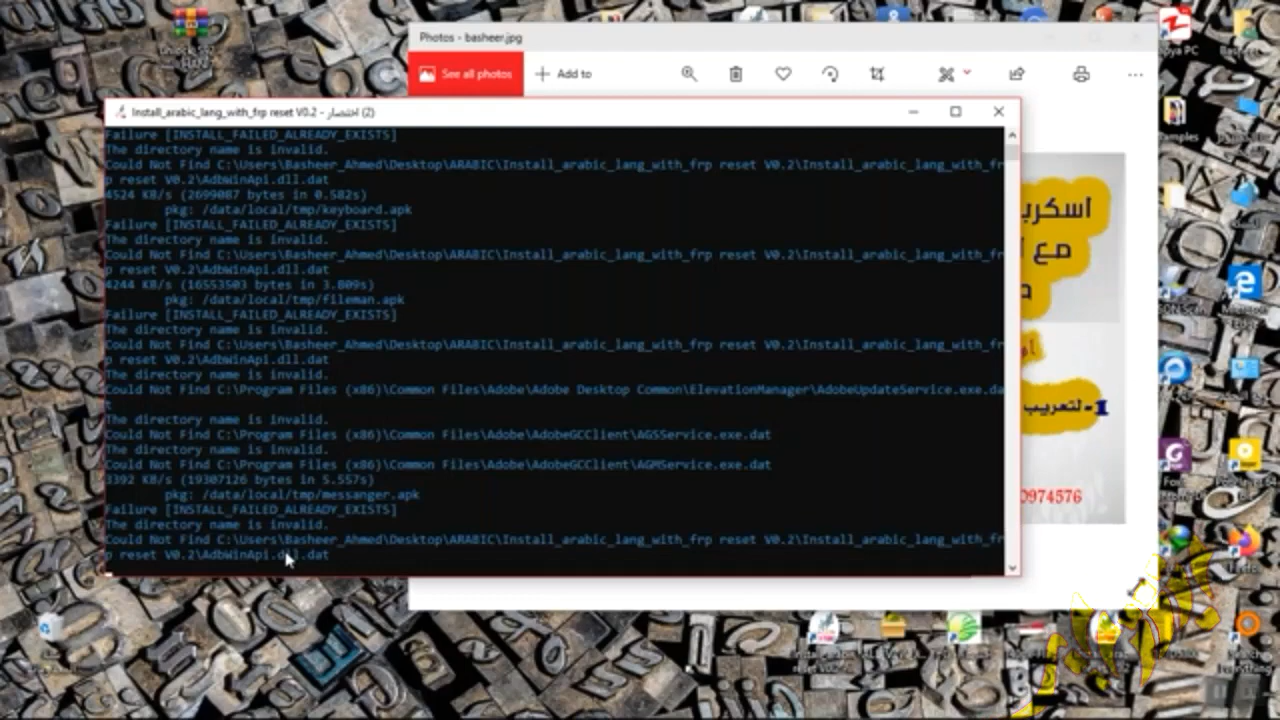 Photos - basheer.jpg
See all photos
Add to
Install_arabic_lang_with_frp reset V0.2 - اختصار (2)
Failure [INSTALL_FAILED_ALREADY_EXISTS]
The directory name is invalid.
Could Not Find C:\Users\Basheer_Ahmed\Desktop\ARABIC\Install_arabic_lang_with_frp reset V0.2\Install_arabic_lang_with_fr
p reset V0.2\AdbWinApi.dll.dat
4524 KB/s (2699087 bytes in 0.582s)
pkg: /data/local/tmp/keyboard.apk
Failure [INSTALL_FAILED_ALREADY_EXISTS]
The directory name is invalid.
Could Not Find C:\Users\Basheer_Ahmed\Desktop\ARABIC\Install_arabic_lang_with_frp reset V0.2\Install_arabic_lang_with_fr
p reset V0.2\AdbWinApi.dll.dat
4244 KB/s (16553503 bytes in 3.809s)
pkg: /data/local/tmp/fileman.apk
Failure [INSTALL_FAILED_ALREADY_EXISTS]
The directory name is invalid.
Could Not Find C:\Users\Basheer_Ahmed\Desktop\ARABIC\Install_arabic_lang_with_frp reset V0.2\Install_arabic_lang_with_fr
p reset V0.2\AdbWinApi.dll.dat
The directory name is invalid.
Could Not Find C:\Program Files (x86)\Common Files\Adobe\Adobe Desktop Common\ElevationManager\AdobeUpdateService.exe.da
t
The directory name is invalid.
Could Not Find C:\Program Files (x86)\Common Files\Adobe\AdobeGCClient\AGSService.exe.dat
The directory name is invalid.
Could Not Find C:\Program Files (x86)\Common Files\Adobe\AdobeGCClient\AGMService.exe.dat
3392 KB/s (19307126 bytes in 5.557s)
pkg: /data/local/tmp/messanger.apk
Failure [INSTALL_FAILED_ALREADY_EXISTS]
The directory name is invalid.
Could Not Find C:\Users\Basheer_Ahmed\Desktop\ARABIC\Install_arabic_lang_with_frp reset V0.2\Install_arabic_lang_with_fr
p reset V0.2\AdbWinApi.dll.dat
اسكرب
مع
1- لتعريب
0974576